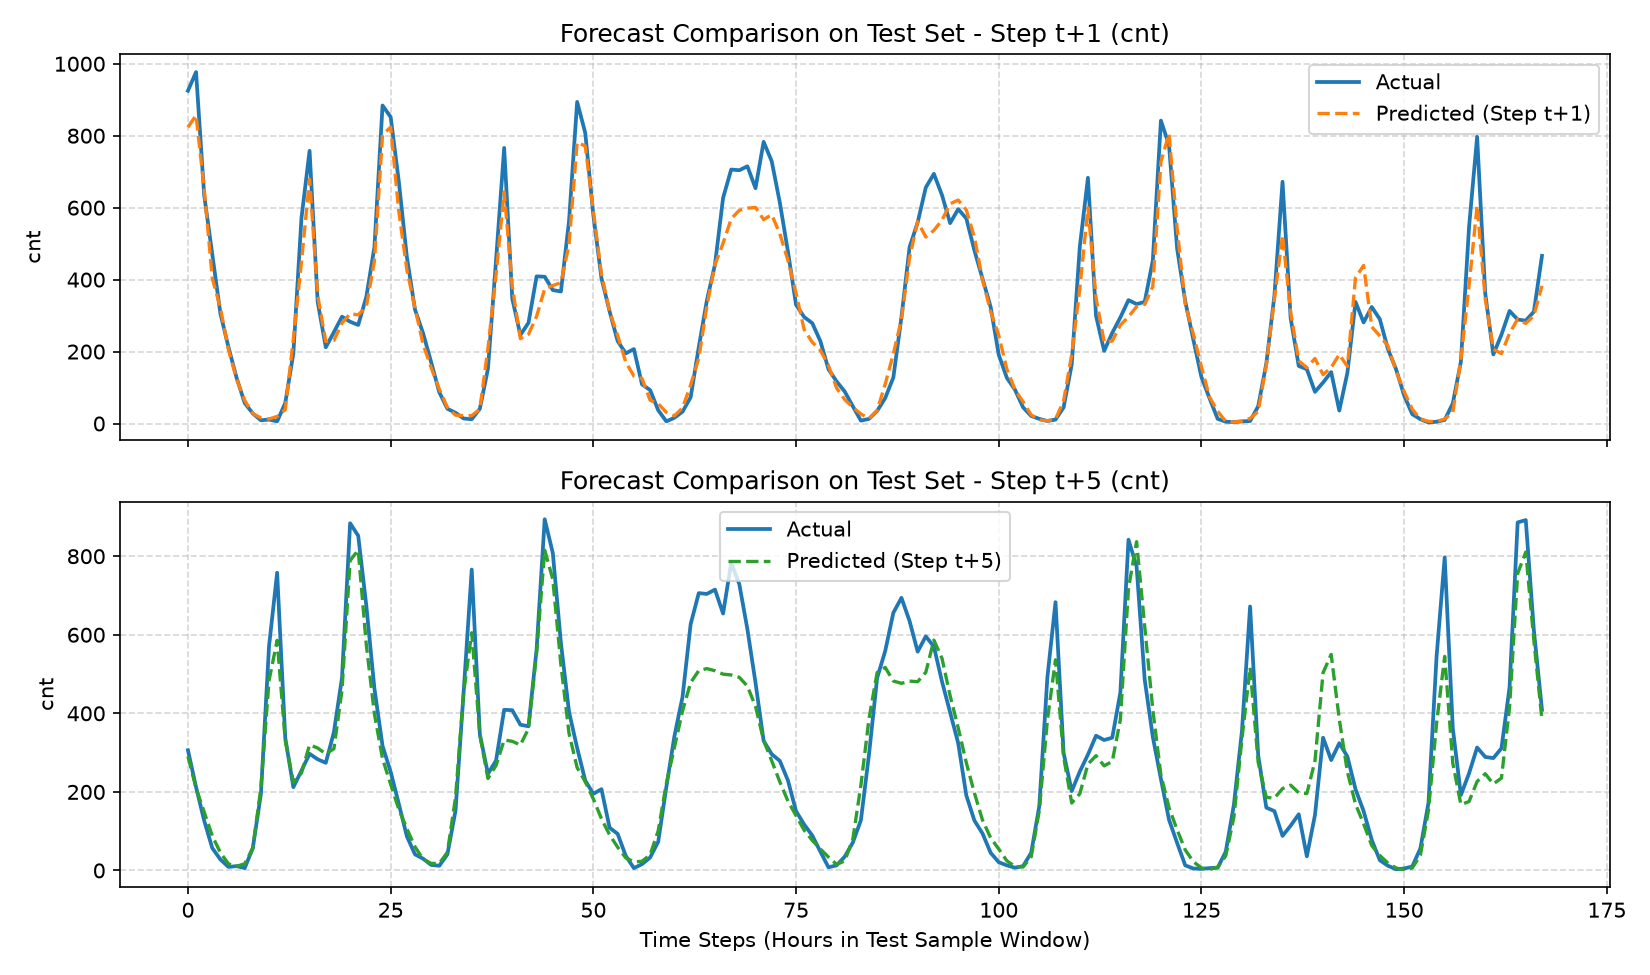 Forecast Comparison on Test Set - Step t+1 (cnt)
1000
800
600
400
200
0
cnt
Actual
Predicted (Step t+1)
Forecast Comparison on Test Set - Step t+5 (cnt)
800
600
400
200
0
cnt
Actual
Predicted (Step t+5)
0 25 50 75 100 125 150 175
Time Steps (Hours in Test Sample Window)